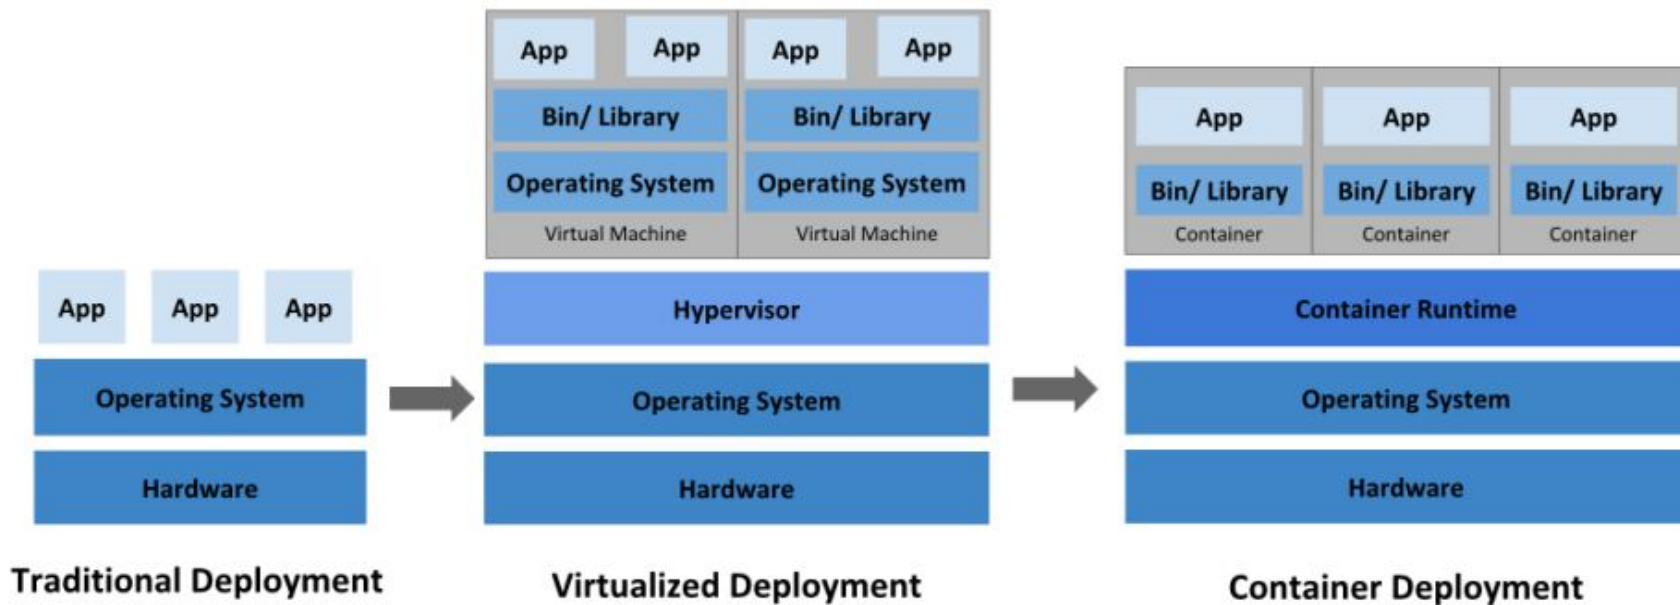 App App App
Operating System
Hardware
Traditional Deployment
App App App App
Bin/ Library Bin/ Library
Operating System Operating System
Virtual Machine Virtual Machine
Hypervisor
Operating System
Hardware
Virtualized Deployment
App App App
Bin/ Library Bin/ Library Bin/ Library
Container Container Container
Container Runtime
Operating System
Hardware
Container Deployment